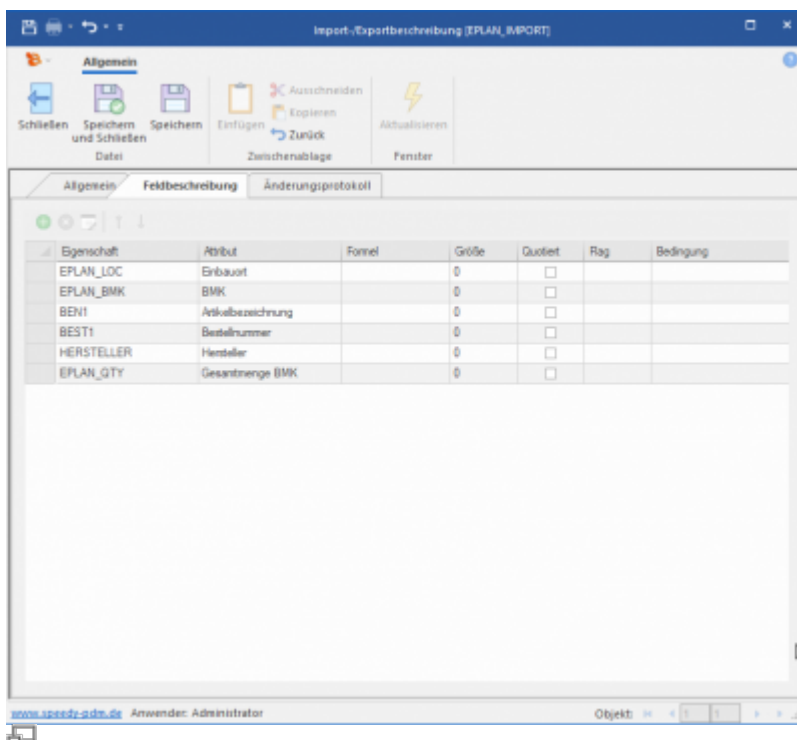 Import-/Exportbeschreibung [EPLAN_IMPORT]
Allgemein
Schließen
Speichern und Schließen
Speichern
Einfügen
Ausschneiden
Kopieren
Zurück
Aktualisieren
Datei
Zwischenablage
Fenster
Allgemein
Feldbeschreibung
Änderungsprotokoll
Eigenschaft Attribut Formel Größe Quotiert Flag Bedingung
EPLAN_LOC Einbauort 0
EPLAN_BMK BMK 0
BEN1 Artikelbezeichnung 0
BEST1 Bestellnummer 0
HERSTELLER Hersteller 0
EPLAN_QTY Gesamtmenge BMK 0
www.speedy-pdm.de Anwender: Administrator Objekt: 1 1